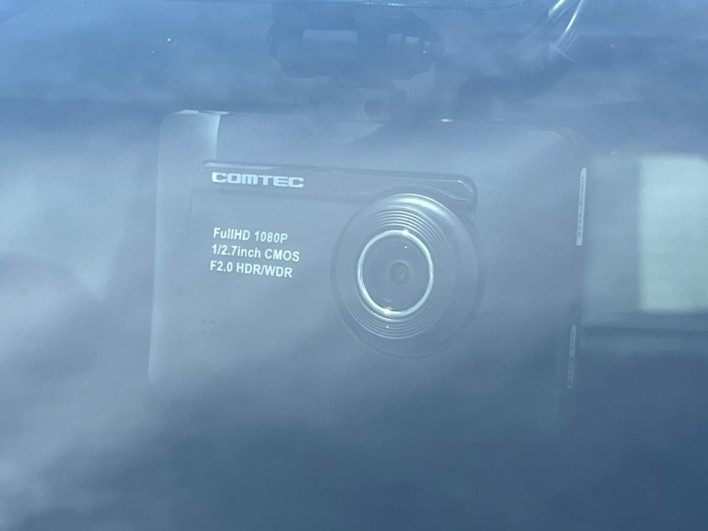 COMTEC
FullHD 1080P
1/2.7inch CMOS
F2.0 HDR/WDR